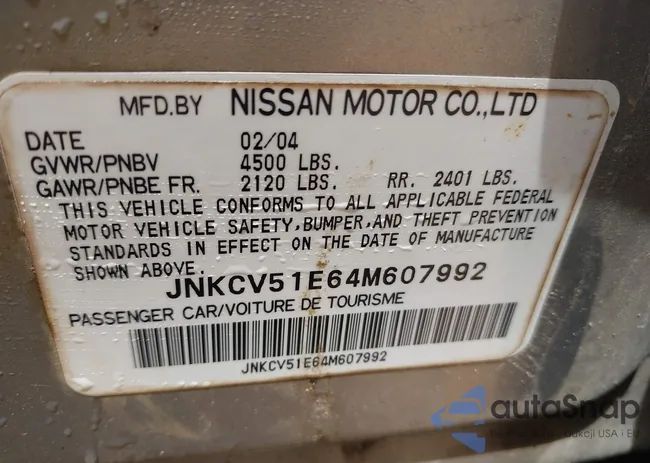 MFD.BY NISSAN MOTOR CO.,LTD
DATE 02/04
GVWR/PNBV 4500 LBS.
GAWR/PNBE FR. 2120 LBS. RR. 2401 LBS.
THIS VEHICLE CONFORMS TO ALL APPLICABLE FEDERAL
MOTOR VEHICLE SAFETY, BUMPER, AND THEFT PREVENTION
STANDARDS IN EFFECT ON THE DATE OF MANUFACTURE
SHOWN ABOVE.
JNKCV51E64M607992
PASSENGER CAR/VOITURE DE TOURISME
JNKCV51E64M607992
autoSnap
kcji USA